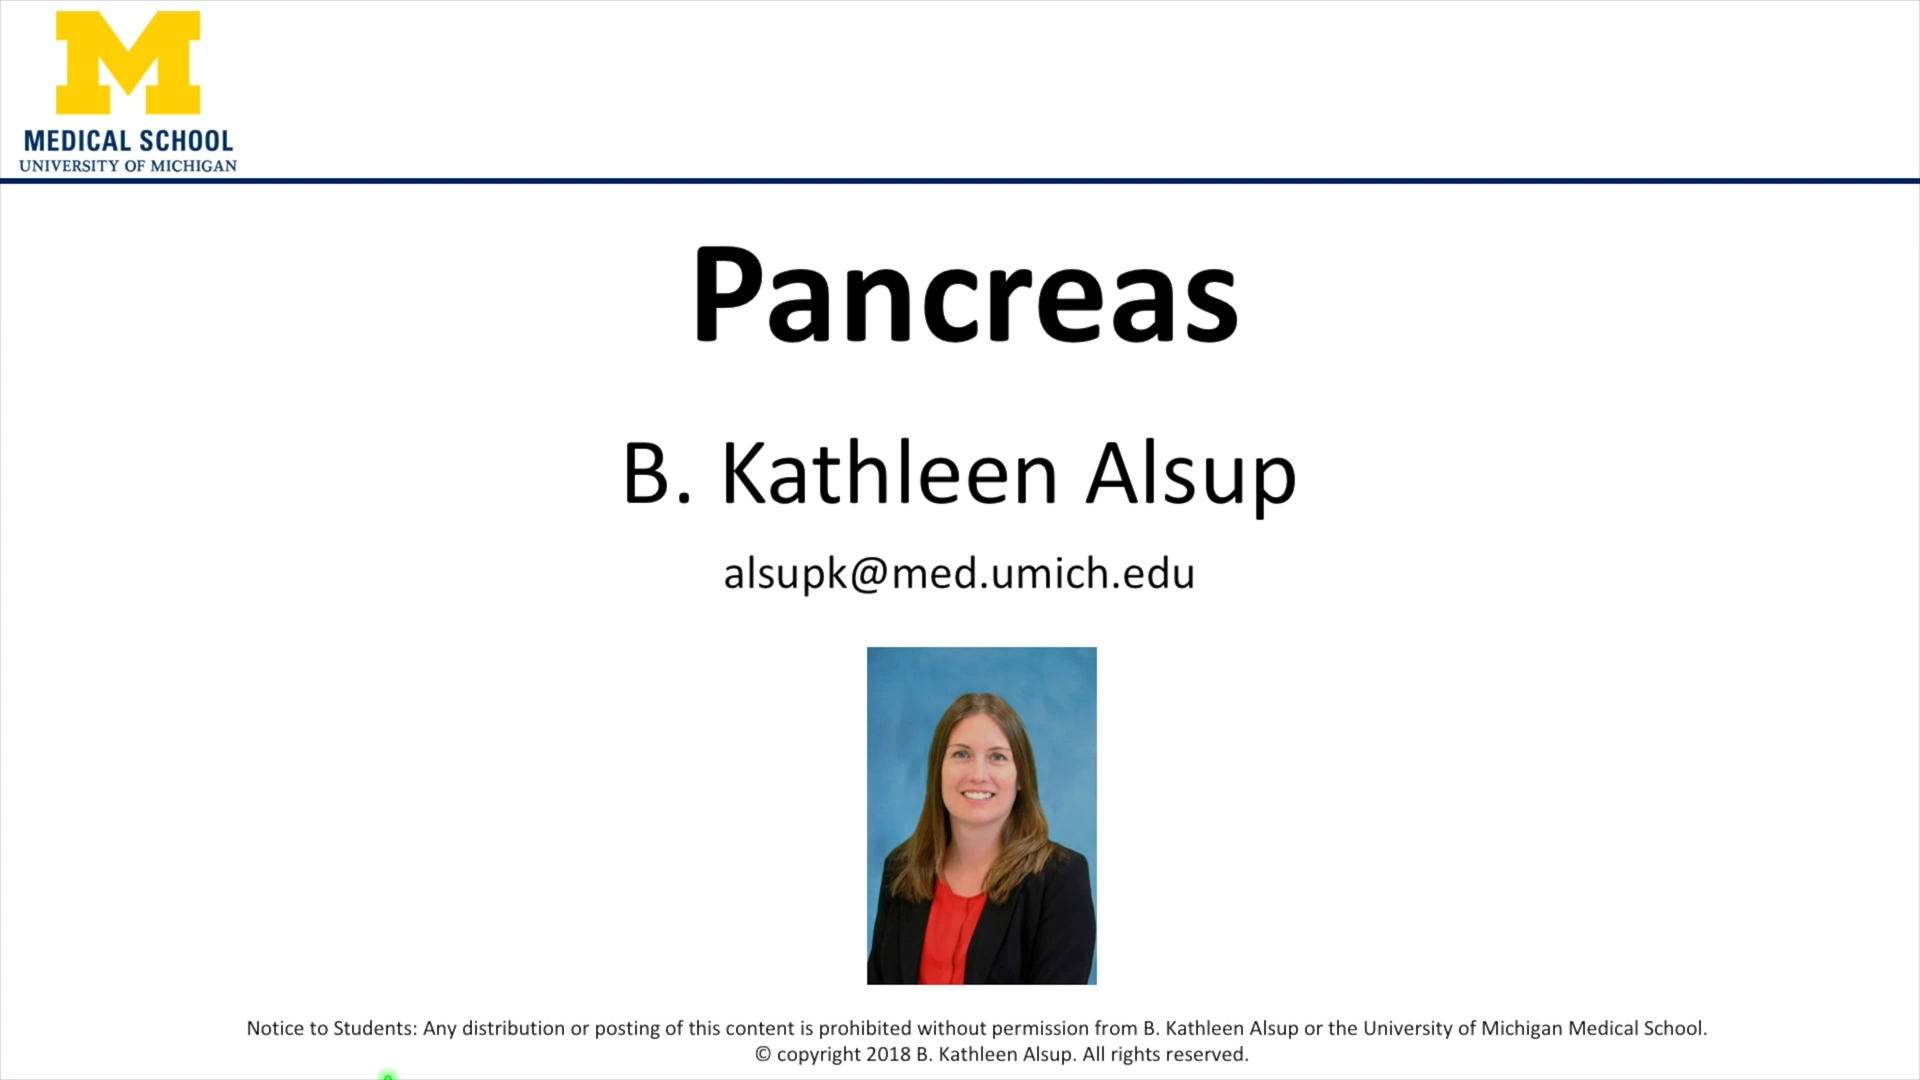 M
MEDICAL SCHOOL
UNIVERSITY OF MICHIGAN
Pancreas
B. Kathleen Alsup
alsupk@med.umich.edu
Notice to Students: Any distribution or posting of this content is prohibited without permission from B. Kathleen Alsup or the University of Michigan Medical School.
© copyright 2018 B. Kathleen Alsup. All rights reserved.